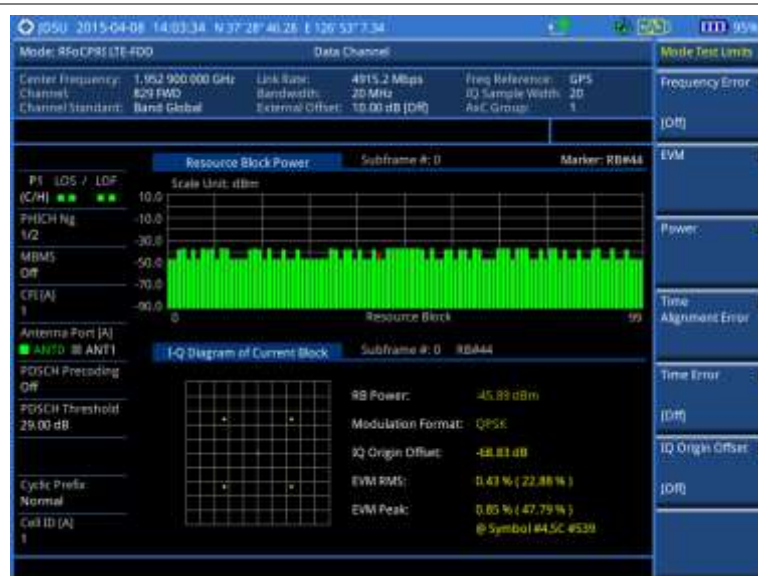 JDSU 2015-04-08 14:03:34 N 37°28'40.28 E 126°53'7.34 95%
Mode: RFoCPRI LTE-FDD Data Channel Mode Test Limits
Center Frequency: 1.952 900 000 GHz Link Rate: 4915.2 Mbps Freq Reference: GPS
Channel: 829 FWD Bandwidth: 20 MHz IQ Sample Width: 20
Channel Standard: Band Global External Offset: 10.00 dB [Off] AxC Group: 1
Frequency Error
[Off]
EVM
Power
Time
Alignment Error
Time Error
[Off]
IQ Origin Offset
[Off]
P1 LOS / LOF
(C/H)
PHICH Ng
1/2
MBMS
Off
CFI [A]
1
Antenna Port [A]
ANT0 ANT1
PDSCH Precoding
Off
PDSCH Threshold
29.00 dB
Cyclic Prefix
Normal
Cell ID [A]
1
Resource Block Power Subframe #: 0 Marker: RB#44
Scale Unit: dBm
10.0
-10.0
-30.0
-50.0
-70.0
-90.0
0 Resource Block 99
I-Q Diagram of Current Block Subframe #: 0 RB#44
RB Power: -45.89 dBm
Modulation Format: QPSK
IQ Origin Offset: -68.83 dB
EVM RMS: 0.43 % ( 22.88 % )
EVM Peak: 0.85 % ( 47.79 % )
@ Symbol #4,SC #539